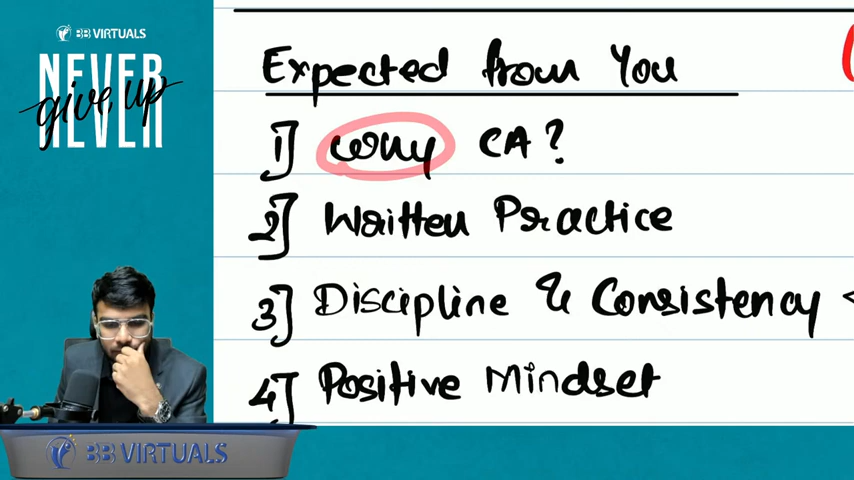 BB VIRTUALS
NEVER
give up
NEVER
Expected from You
1] Why CA?
2] Written Practice
3] Discipline & Consistency
4] Positive Mindset
BB VIRTUALS